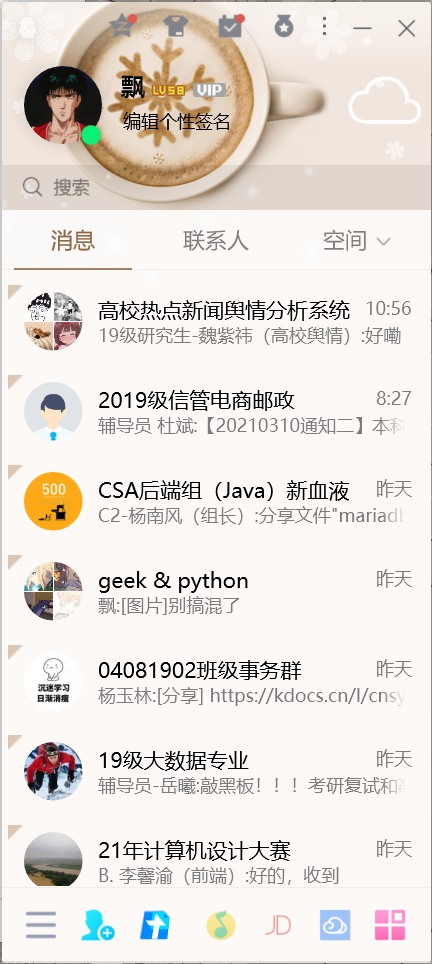 飘 LV58 VIP
编辑个性签名
搜索
消息 联系人 空间
高校热点新闻舆情分析系统 10:56
19级研究生-魏紫祎（高校舆情）:好嘞
2019级信管电商邮政 8:27
辅导员 杜斌:【20210310通知二】本科
500
CSA后端组（Java）新血液 昨天
C2-杨南风（组长）:分享文件"mariadb
geek & python 昨天
飘:[图片]别搞混了
沉迷学习
日渐消瘦
04081902班级事务群 昨天
杨玉林:[分享] https://kdocs.cn/l/cnsy
19级大数据专业 昨天
辅导员-岳曦:敲黑板！！！考研复试和
21年计算机设计大赛 昨天
B. 李馨渝（前端）:好的，收到
JD